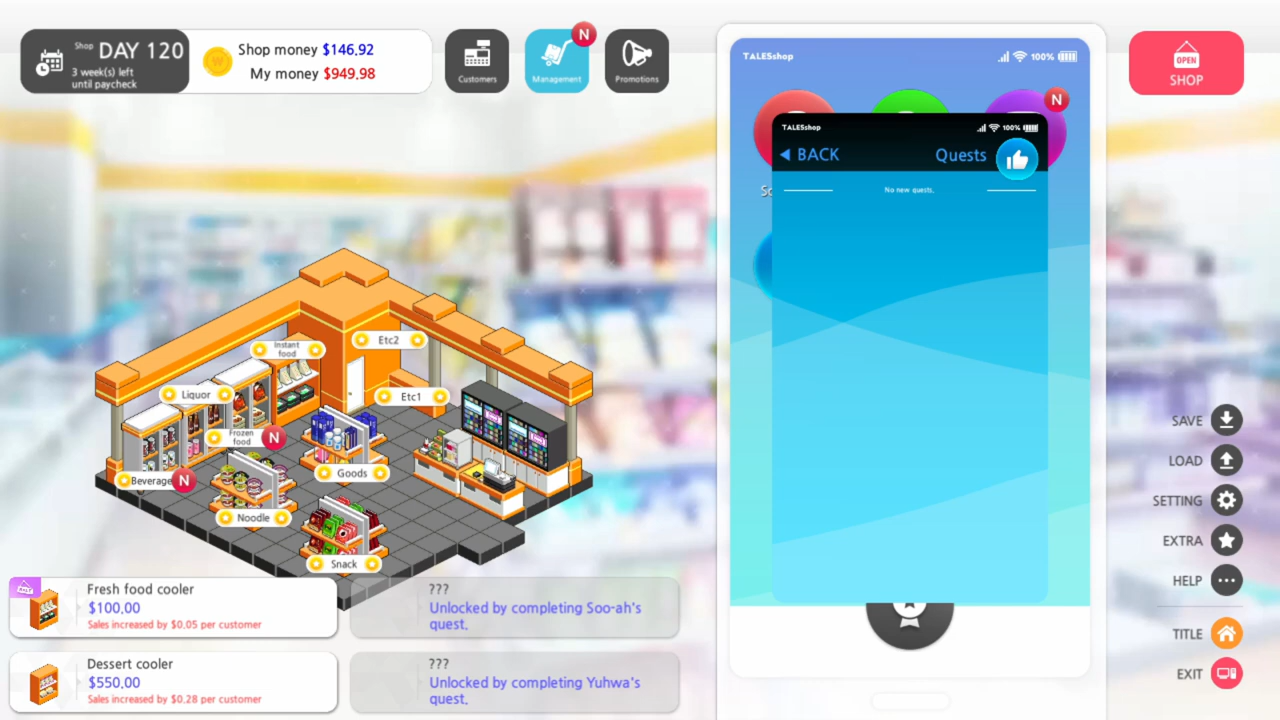 Shop DAY 120
3 week(s) left
until paycheck
Shop money $146.92
My money $949.98
Customers
Management
N
Promotions
TALESshop
100%
N
OPEN
SHOP
TALESshop
100%
◀ BACK
Quests
Sc
No new quests.
Instant
food
Etc2
Liquor
Etc1
Frozen
food
N
Goods
Beverage
N
Noodle
Snack
SAVE
LOAD
SETTING
EXTRA
HELP
TITLE
EXIT
Fresh food cooler
$100.00
Sales increased by $0.05 per customer
???
Unlocked by completing Soo-ah's
quest.
Dessert cooler
$550.00
Sales increased by $0.28 per customer
???
Unlocked by completing Yuhwa's
quest.